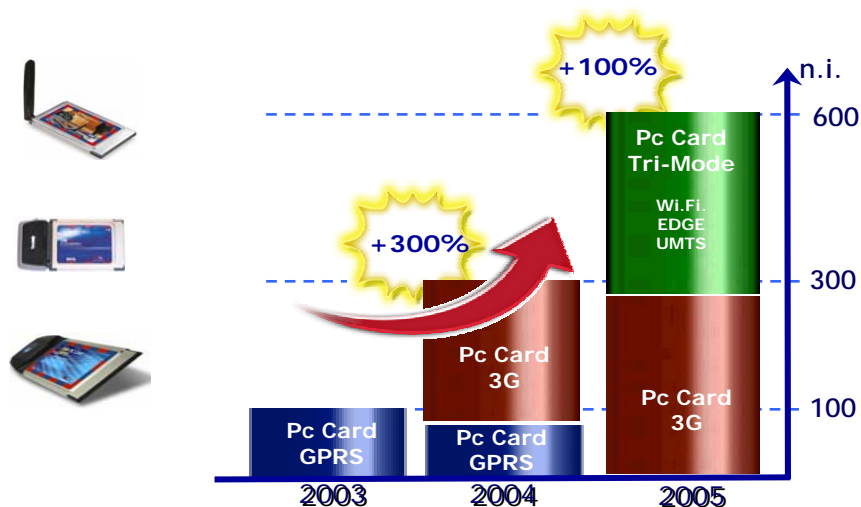 +100%
n.i.
600
Pc Card
Tri-Mode
Wi.Fi.
EDGE
UMTS
+300%
300
Pc Card
3G
Pc Card
3G
100
Pc Card
GPRS
Pc Card
GPRS
2003
2004
2005